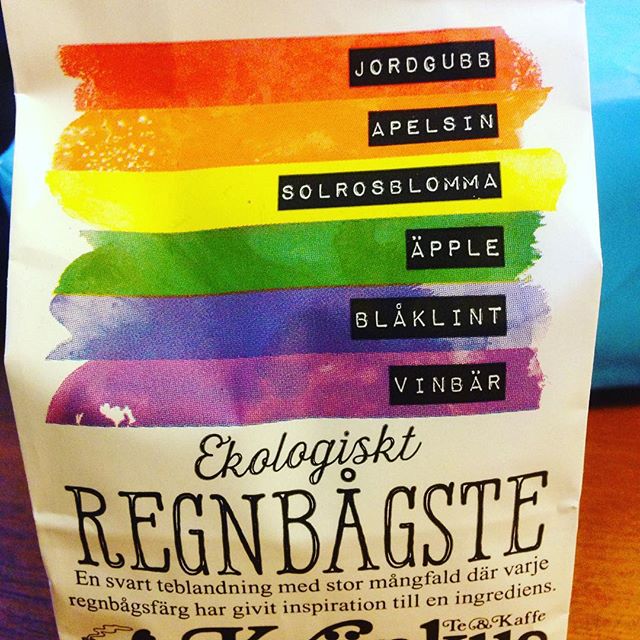 JORDGUBB
APELSIN
SOLROSBLOMMA
ÄPPLE
BLÅKLINT
VINBÄR
Ekologiskt
REGNBÅGSTE
En svart teblandning med stor mångfald där varje
regnbågsfärg har givit inspiration till en ingrediens.
Te & Kaffe